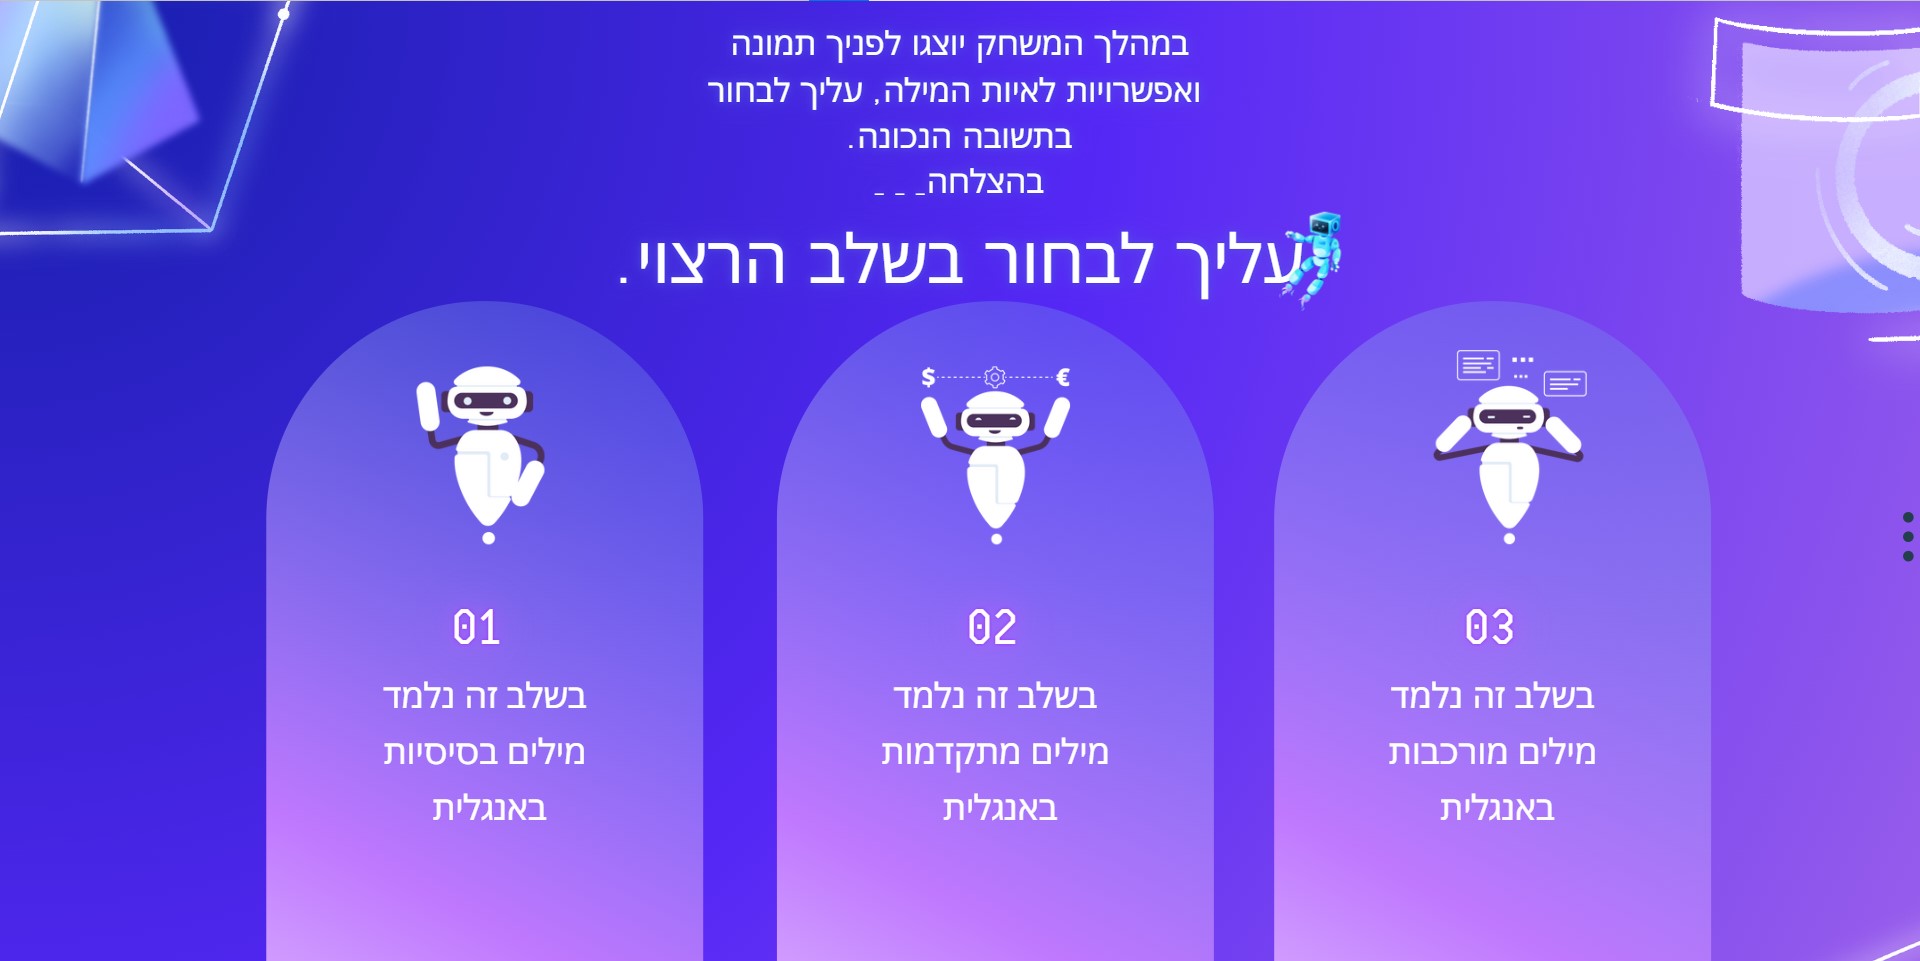 במהלך המשחק יוצגו לפניך תמונה
ואפשרויות לאיות המילה, עליך לבחור
בתשובה הנכונה.
בהצלחה_ _ _
עליך לבחור בשלב הרצוי.
$ €
01
בשלב זה נלמד
מילים בסיסיות
באנגלית
02
בשלב זה נלמד
מילים מתקדמות
באנגלית
03
בשלב זה נלמד
מילים מורכבות
באנגלית